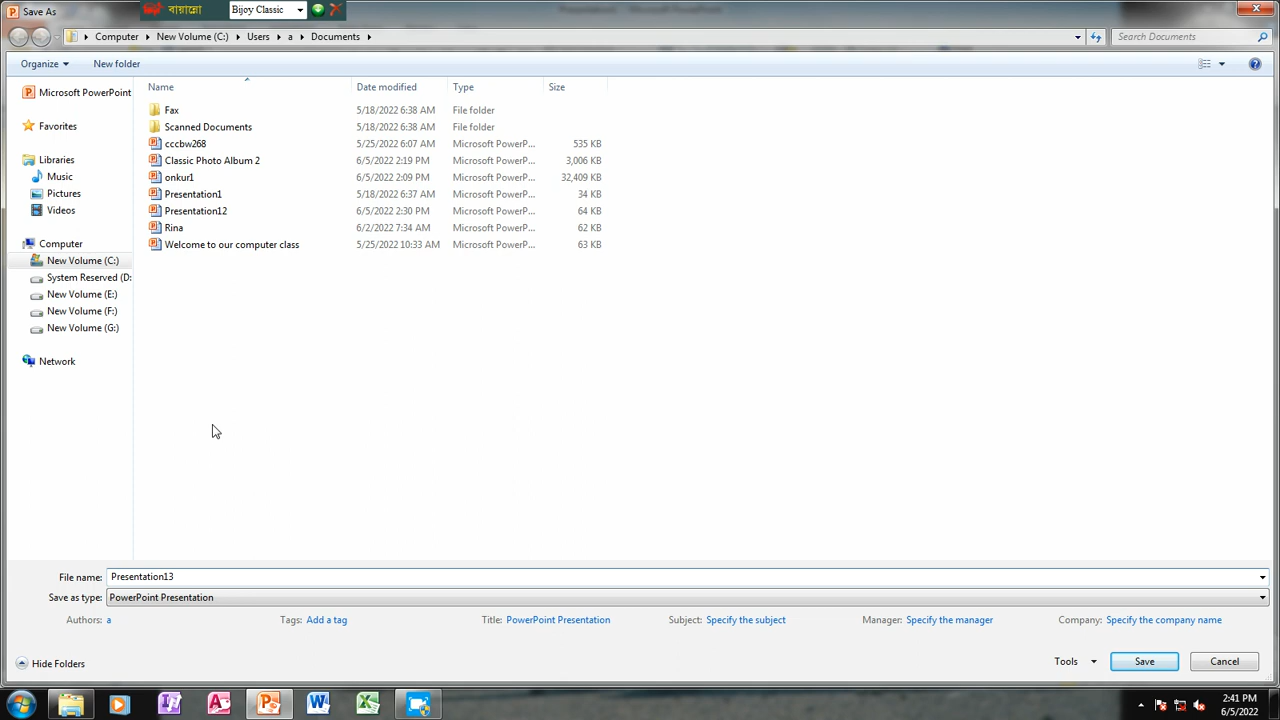 Save As
বায়ান্নো
Bijoy Classic
Computer
New Volume (C:)
Users
a
Documents
Search Documents
Organize
New folder
Name
Date modified
Type
Size
Microsoft PowerPoint
Favorites
Libraries
Music
Pictures
Videos
Computer
New Volume (C:)
System Reserved (D:
New Volume (E:)
New Volume (F:)
New Volume (G:)
Network
Fax 5/18/2022 6:38 AM File folder
Scanned Documents 5/18/2022 6:38 AM File folder
cccbw268 5/25/2022 6:07 AM Microsoft PowerP... 535 KB
Classic Photo Album 2 6/5/2022 2:19 PM Microsoft PowerP... 3,006 KB
onkur1 6/5/2022 2:09 PM Microsoft PowerP... 32,409 KB
Presentation1 5/18/2022 6:37 AM Microsoft PowerP... 34 KB
Presentation12 6/5/2022 2:30 PM Microsoft PowerP... 64 KB
Rina 6/2/2022 7:34 AM Microsoft PowerP... 62 KB
Welcome to our computer class 5/25/2022 10:33 AM Microsoft PowerP... 63 KB
File name: Presentation13
Save as type: PowerPoint Presentation
Authors: a
Tags: Add a tag
Title: PowerPoint Presentation
Subject: Specify the subject
Manager: Specify the manager
Company: Specify the company name
Hide Folders
Tools
Save
Cancel
2:41 PM
6/5/2022